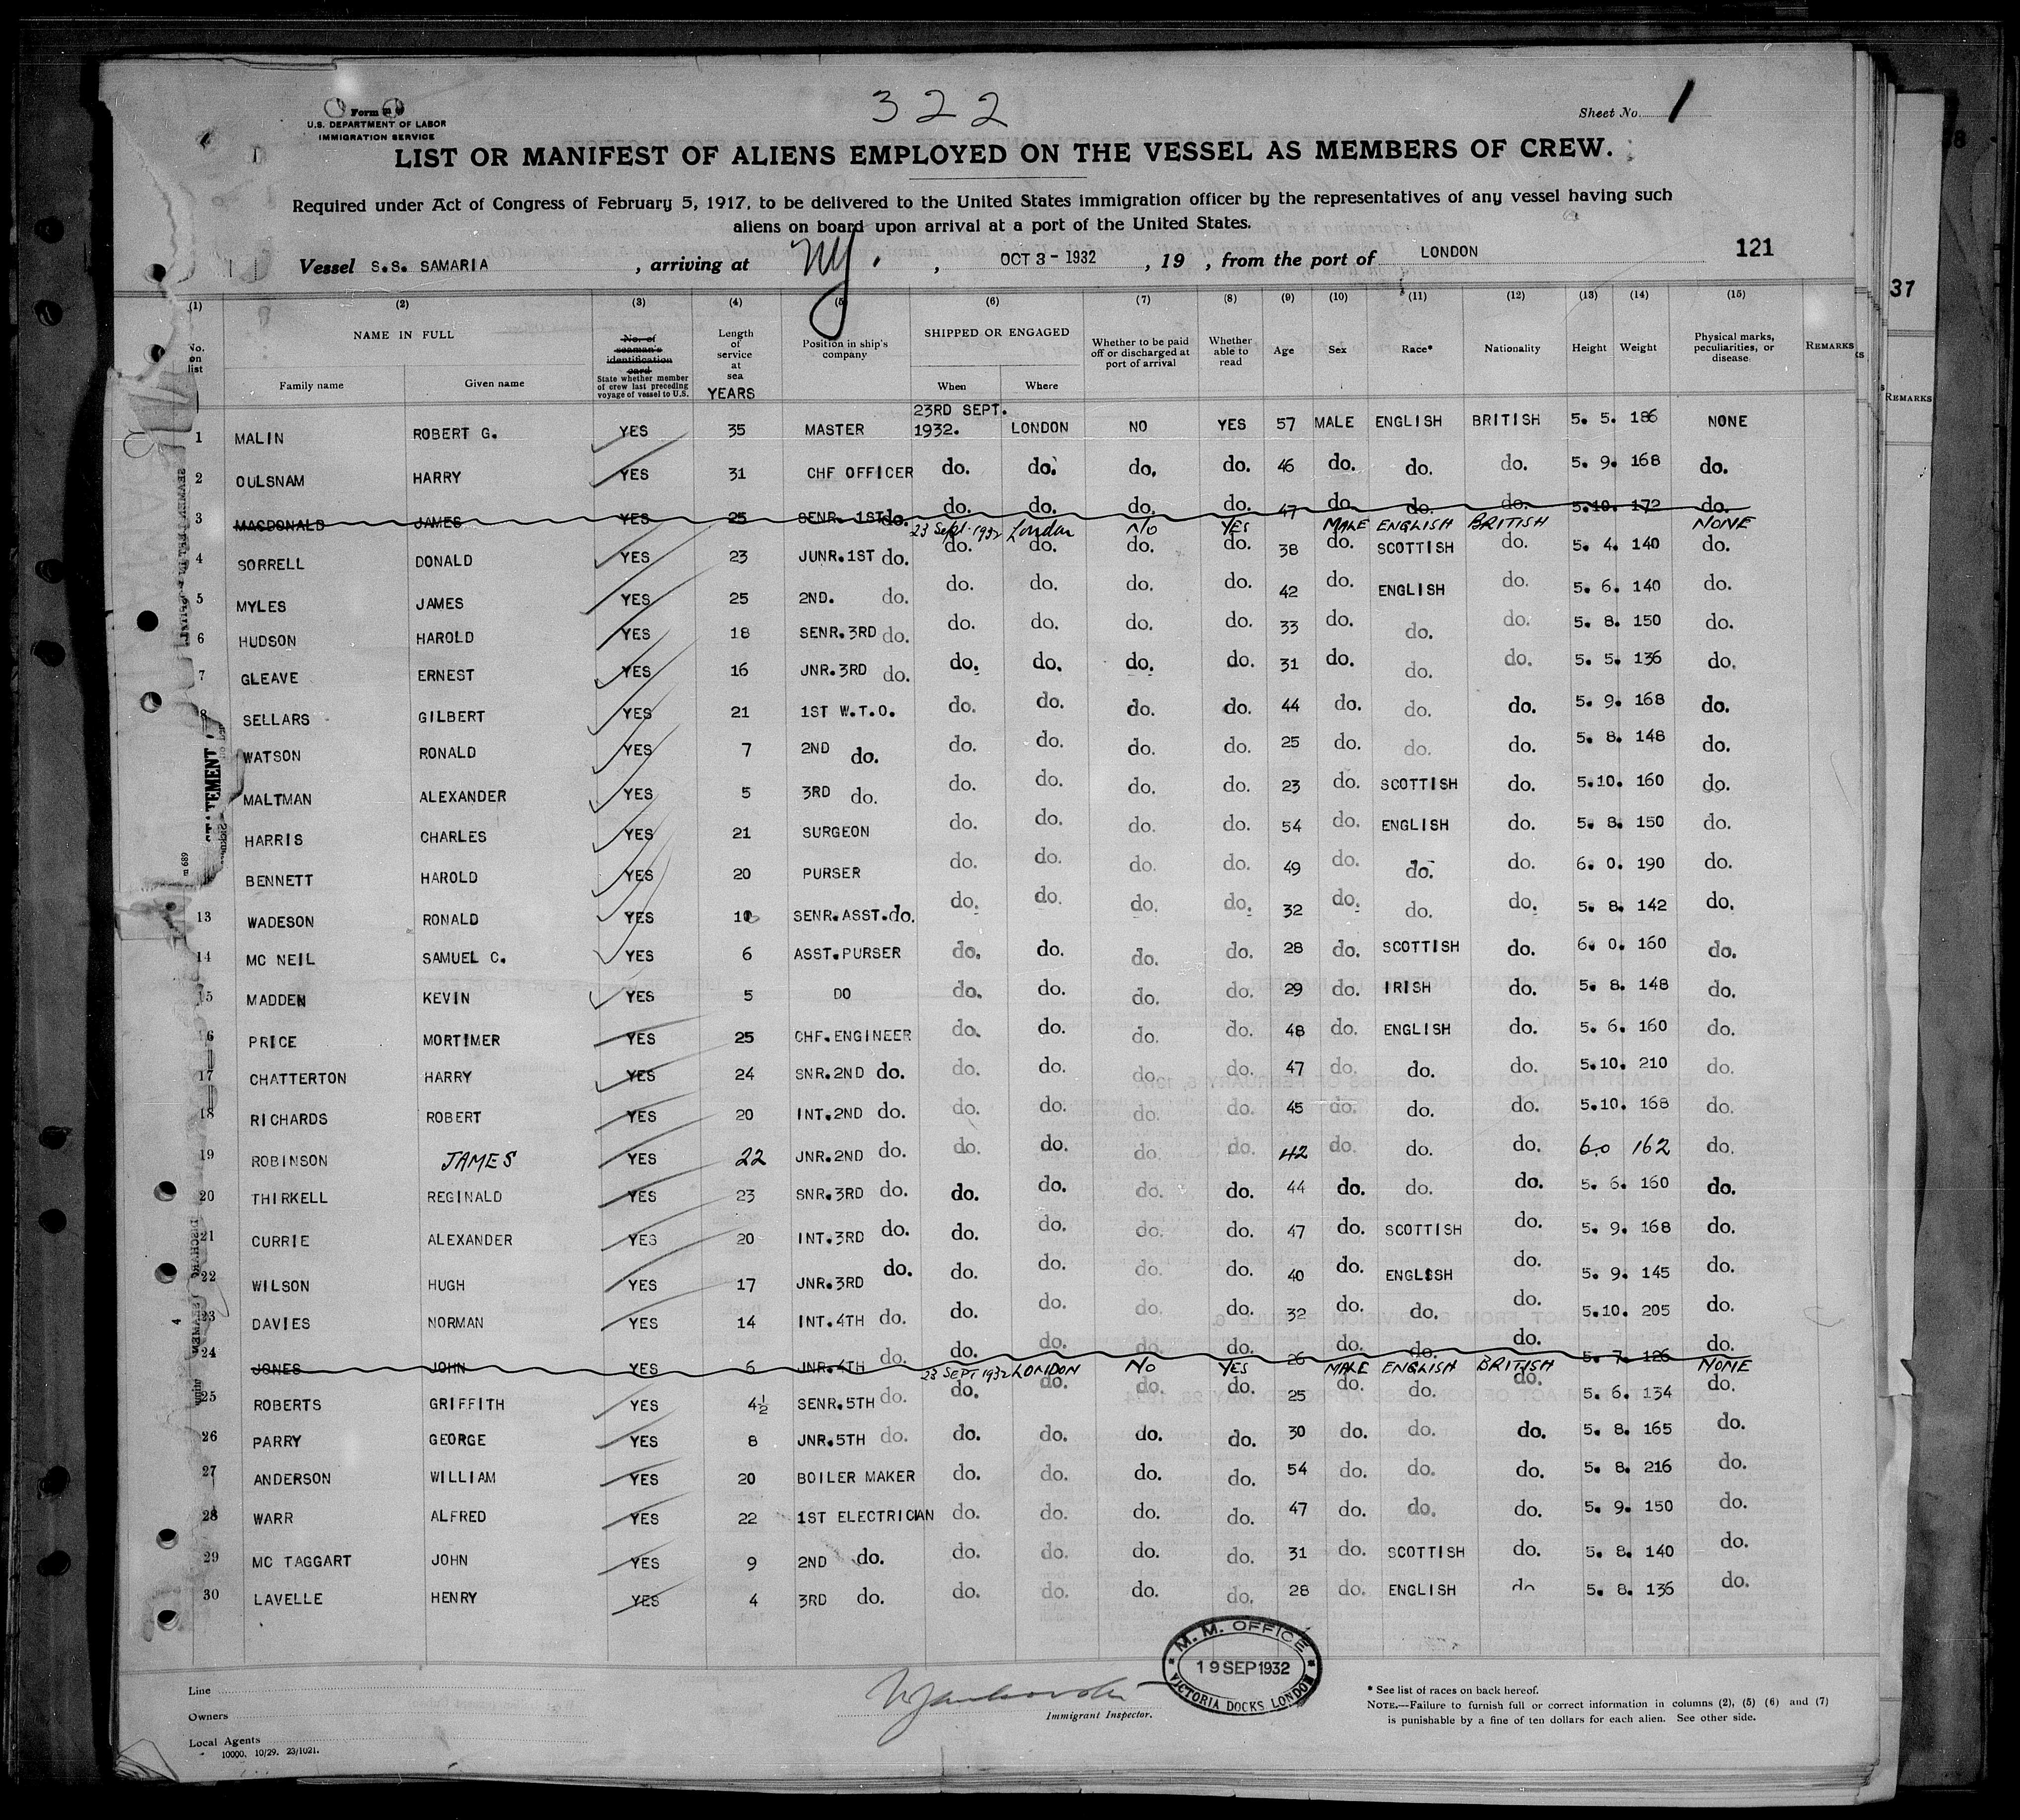 322
Form
U.S. DEPARTMENT OF LABOR
IMMIGRATION SERVICE
Sheet No. 1
LIST OR MANIFEST OF ALIENS EMPLOYED ON THE VESSEL AS MEMBERS OF CREW.
Required under Act of Congress of February 5, 1917, to be delivered to the United States immigration officer by the representatives of any vessel having such
aliens on board upon arrival at a port of the United States.
121
Vessel S.S. SAMARIA , arriving at NY. , OCT 3 - 1932 , 19 , from the port of LONDON
37
(1) (2) (3) (4) (5) (6) (7) (8) (9) (10) (11) (12) (13) (14) (15)
No. on list NAME IN FULL Family name Given name No. of seaman's identification card State whether member of crew last preceding voyage of vessel to U.S. Length of service at sea YEARS Position in ship's company SHIPPED OR ENGAGED When Where Whether to be paid off or discharged at port of arrival Whether able to read Age Sex Race* Nationality Height Weight Physical marks, peculiarities, or disease. REMARKS
REMARKS
1 MALIN ROBERT G. YES 35 MASTER 23RD SEPT. 1932. LONDON NO YES 57 MALE ENGLISH BRITISH 5. 5. 186 NONE
2 OULSNAM HARRY YES 31 CHF OFFICER do. do. do. do. 46 do. do. do. 5. 9. 168 do.
3 MACDONALD JAMES YES 25 SENR. 1ST do. do. do. do. do. 47 do. do. do. 5.10. 172 do.
23 Sept. 1932 London NO YES MALE ENGLISH BRITISH NONE
4 SORRELL DONALD YES 23 JUNR.1ST do. do. do. do. do. 38 do. SCOTTISH do. 5. 4. 140 do.
5 MYLES JAMES YES 25 2ND. do. do. do. do. do. 42 do. ENGLISH do. 5. 6. 140 do.
6 HUDSON HAROLD YES 18 SENR.3RD do. do. do. do. do. 33 do. do. do. 5. 8. 150 do.
7 GLEAVE ERNEST YES 16 JNR.3RD do. do. do. do. do. 31 do. do. do. 5. 5. 136 do.
8 SELLARS GILBERT YES 21 1ST W.T.O. do. do. do. do. 44 do. do. do. 5. 9. 168 do.
WATSON RONALD YES 7 2ND do. do. do. do. do. 25 do. do. do. 5. 8. 148 do.
MALTMAN ALEXANDER YES 5 3RD do. do. do. do. do. 23 do. SCOTTISH do. 5.10. 160 do.
HARRIS CHARLES YES 21 SURGEON do. do. do. do. 54 do. ENGLISH do. 5. 8. 150 do.
BENNETT HAROLD YES 20 PURSER do. do. do. do. 49 do. do. do. 6. 0. 190 do.
13 WADESON RONALD YES SENR.ASST.do. do. do. do. do. 32 do. do. do. 5. 8. 142 do.
14 MC NEIL SAMUEL C. YES 6 ASST.PURSER do. do. do. do. 28 do. SCOTTISH do. 6. 0. 160 do.
15 MADDEN KEVIN YES 5 DO do. do. do. do. 29 do. IRISH do. 5. 8. 148 do.
16 PRICE MORTIMER YES 25 CHF.ENGINEER do. do. do. do. 48 do. ENGLISH do. 5. 6. 160 do.
17 CHATTERTON HARRY YES 24 SNR.2ND do. do. do. do. do. 47 do. do. do. 5.10. 210 do.
18 RICHARDS ROBERT YES 20 INT.2ND do. do. do. do. do. 45 do. do. do. 5.10. 168 do.
19 ROBINSON JAMES YES 22 JNR.2ND do. do. do. do. do. 42 do. do. do. 6.0 162 do.
20 THIRKELL REGINALD YES 23 SNR.3RD do. do. do. do. do. 44 do. do. do. 5. 6. 160 do.
21 CURRIE ALEXANDER YES 20 INT.3RD do. do. do. do. do. 47 do. SCOTTISH do. 5. 9. 168 do.
22 WILSON HUGH YES 17 JNR.3RD do. do. do. do. do. 40 do. ENGLSSH do. 5. 9. 145 do.
23 DAVIES NORMAN YES 14 INT.4TH do. do. do. do. do. 32 do. do. do. 5.10. 205 do.
24 JONES JOHN YES 6 JNR.4TH do. do. do. do. do. 26 do. do. do. 5. 7. 126 do.
23 SEPT 1932 LONDON NO YES MALE ENGLISH BRITISH NONE
25 ROBERTS GRIFFITH YES 4½ SENR.5TH do. do. do. do. do. 25 do. do. do. 5. 6. 134 do.
26 PARRY GEORGE YES 8 JNR.5TH do. do. do. do. do. 30 do. do. do. 5. 8. 165 do.
27 ANDERSON WILLIAM YES 20 BOILER MAKER do. do. do. do. 54 do. do. do. 5. 8. 216 do.
28 WARR ALFRED YES 22 1ST ELECTRICIAN do. do. do. do. 47 do. do. do. 5. 9. 150 do.
29 MC TAGGART JOHN YES 9 2ND do. do. do. do. do. 31 do. SCOTTISH do. 5. 8. 140 do.
30 LAVELLE HENRY YES 4 3RD do. do. do. do. do. 28 do. ENGLISH do 5. 8. 136 do.
STATEMENT
m 689
4
M. M. OFFICE
19 SEP 1932
VICTORIA DOCKS LONDON
Line
Owners
Local Agents
10000. 10/29. 23/1021.
Immigrant Inspector.
* See list of races on back hereof.
NOTE.—Failure to furnish full or correct information in columns (2), (5) (6) and (7)
is punishable by a fine of ten dollars for each alien. See other side.